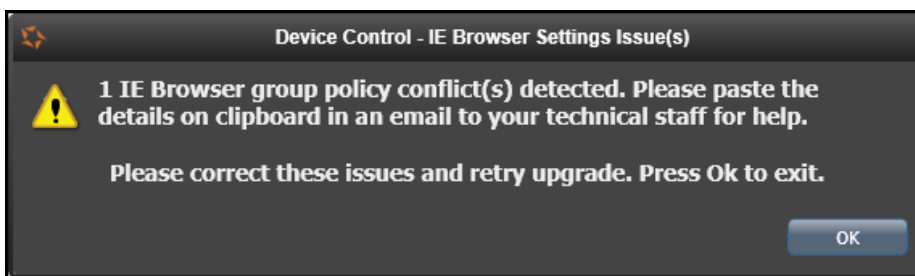 Device Control - IE Browser Settings Issue(s)
1 IE Browser group policy conflict(s) detected. Please paste the
details on clipboard in an email to your technical staff for help.
Please correct these issues and retry upgrade. Press Ok to exit.
OK